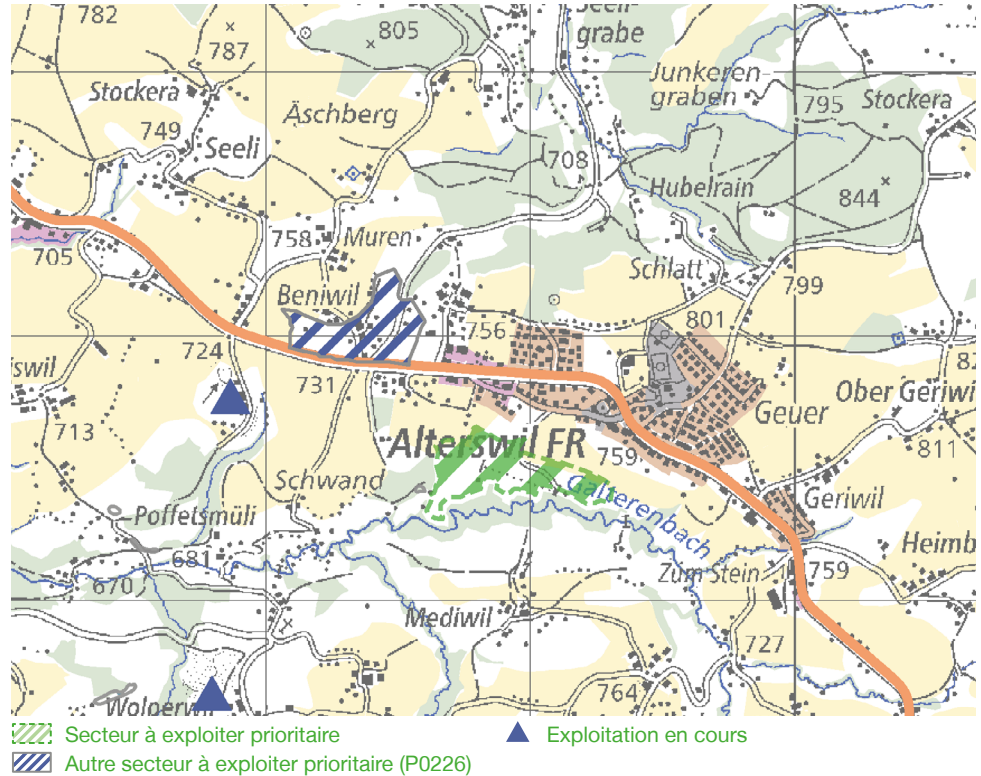 782
787
805
Seeli-
grabe
Junkeren-
graben
795
Stockera
Stockera
Äschberg
749
Seeli
708
Hubelrain
844
758
Muren
705
Schlatt
799
Beniwil
756
801
724
731
swil
Ober Geriwi
Geuer
713
Alterswil FR
759
811
Schwand
Galterenbach
Geriwil
Poffetsmüli
681
Heimb
670
Zum Stein
759
Mediwil
727
764
Wolperwil
Secteur à exploiter prioritaire
Exploitation en cours
Autre secteur à exploiter prioritaire (P0226)